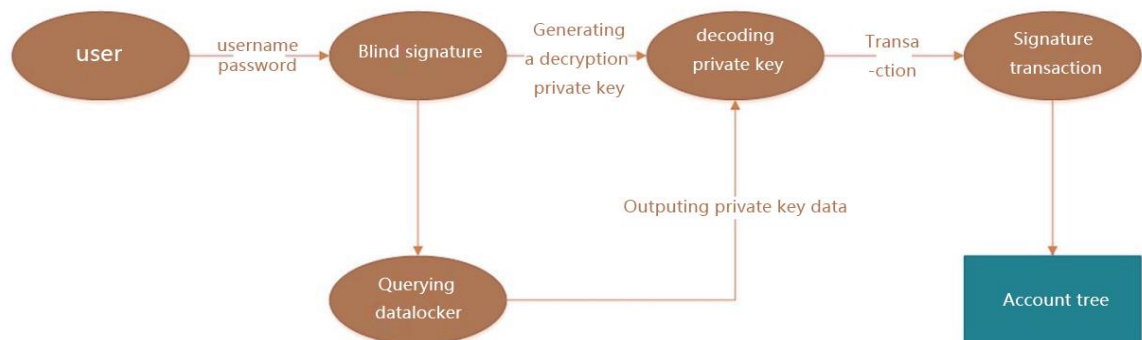 user
username
password
Blind signature
Generating
a decryption
private key
decoding
private key
Transa
-ction
Signature
transaction
Outputing private key data
Querying
datalocker
Account tree